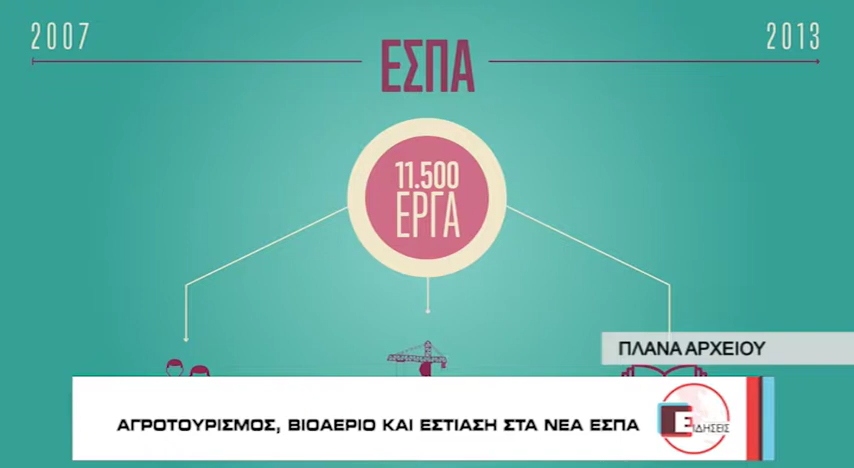 2007
2013
ΕΣΠΑ
11.500
ΕΡΓΑ
ΠΛΑΝΑ ΑΡΧΕΙΟΥ
ΑΓΡΟΤΟΥΡΙΣΜΟΣ, ΒΙΟΑΕΡΙΟ ΚΑΙ ΕΣΤΙΑΣΗ ΣΤΑ ΝΕΑ ΕΣΠΑ
ΕΙΔΗΣΕΙΣ